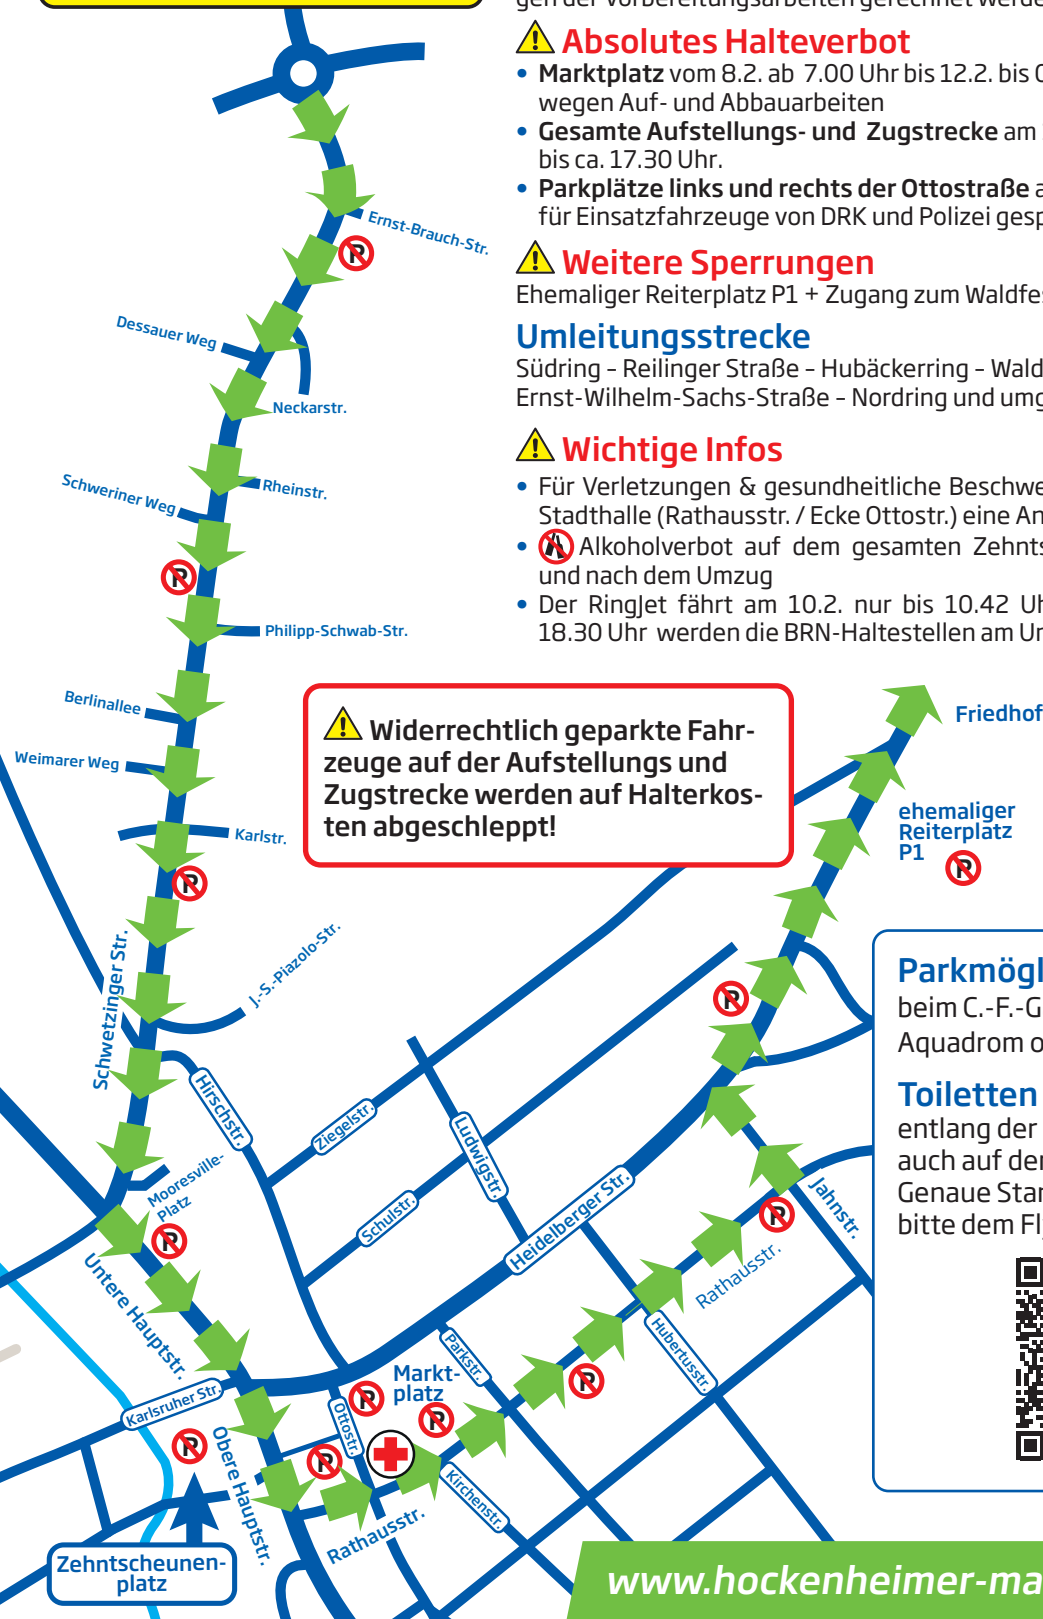 gen der Vorbereitungsarbeiten gerechnet werde
Absolutes Halteverbot
• Marktplatz vom 8.2. ab 7.00 Uhr bis 12.2. bis
wegen Auf- und Abbauarbeiten
• Gesamte Aufstellungs- und Zugstrecke am
bis ca. 17.30 Uhr.
• Parkplätze links und rechts der Ottostraße a
für Einsatzfahrzeuge von DRK und Polizei gesp
Weitere Sperrungen
Ehemaliger Reiterplatz P1 + Zugang zum Waldfes
Umleitungsstrecke
Südring – Reilinger Straße – Hubäckerring – Wald
Ernst-Wilhelm-Sachs-Straße – Nordring und umg
Wichtige Infos
• Für Verletzungen & gesundheitliche Beschwe
Stadthalle (Rathausstr. / Ecke Ottostr.) eine An
• Alkoholverbot auf dem gesamten Zehnts
und nach dem Umzug
• Der RingJet fährt am 10.2. nur bis 10.42 Uh
18.30 Uhr werden die BRN-Haltestellen am Um
Ernst-Brauch-Str.
P
Dessauer Weg
Neckarstr.
Schweriner Weg
Rheinstr.
P
Philipp-Schwab-Str.
Berlinallee
Weimarer Weg
Karlstr.
P
Widerrechtlich geparkte Fahr-
zeuge auf der Aufstellungs und
Zugstrecke werden auf Halterkos-
ten abgeschleppt!
Friedhof
ehemaliger
Reiterplatz
P1
P
Schwetzinger Str.
J.-S.-Piazolo-Str.
P
Parkmögl
beim C.-F.-G
Aquadrom o
Toiletten
entlang der
auch auf der
Genaue Stan
bitte dem Fly
Hirschstr.
Ziegelstr.
Ludwigstr.
Schulstr.
Heidelberger Str.
Mooresville-
Platz
P
Jahnstr.
P
Rathausstr.
Untere Hauptstr.
Hubertusstr.
Parkstr.
Markt-
platz
P
P
P
Karlsruher Str.
Ottostr.
P
Obere Hauptstr.
P
Kirchenstr.
Rathausstr.
Zehntscheunen-
platz
www.hockenheimer-ma